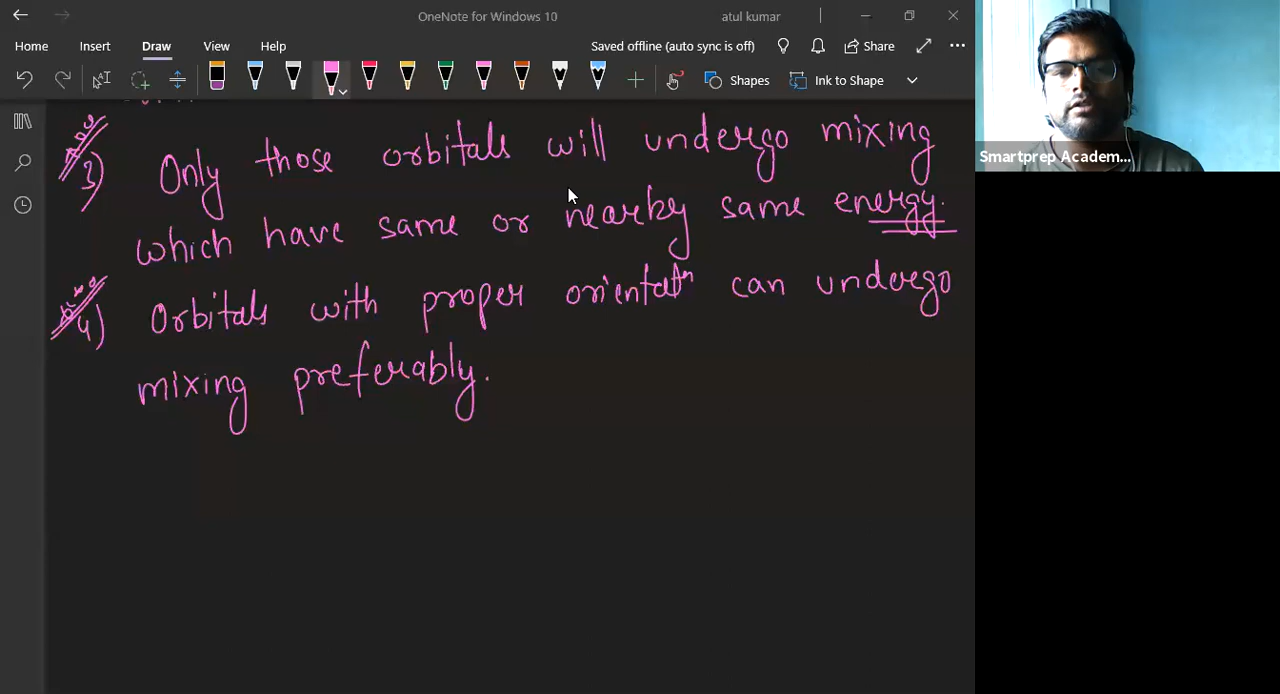 OneNote for Windows 10
atul kumar
Home Insert Draw View Help
Saved offline (auto sync is off)
Share
Shapes
Ink to Shape
Smartprep Academ...
3) Only those orbitals will undergo mixing
which have same or nearky same energy.
4) Orbitals with proper orientatn can undergo
mixing preferably.